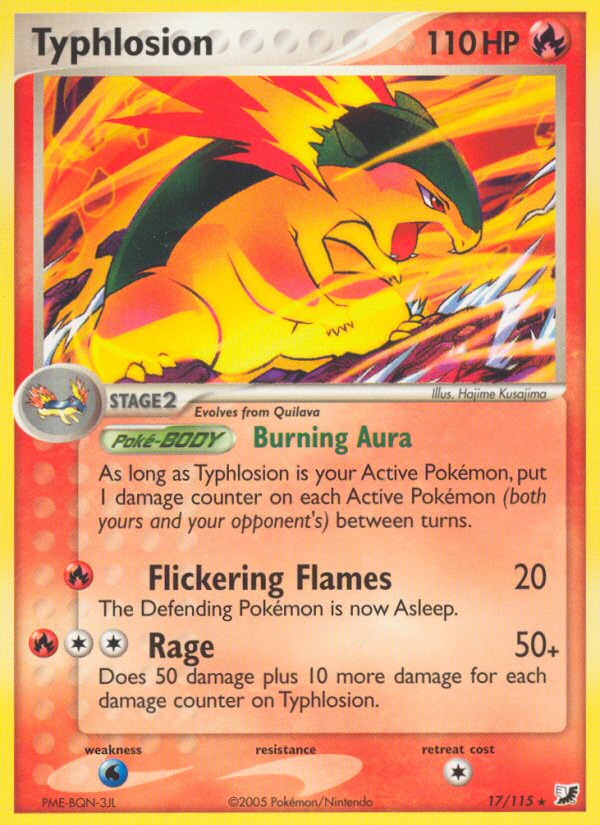 Typhlosion 110 HP
Illus. Hajime Kusajima
STAGE2
Evolves from Quilava
Poké-BODY Burning Aura
As long as Typhlosion is your Active Pokémon, put
1 damage counter on each Active Pokémon (both
yours and your opponent's) between turns.
Flickering Flames 20
The Defending Pokémon is now Asleep.
Rage 50+
Does 50 damage plus 10 more damage for each
damage counter on Typhlosion.
weakness resistance retreat cost
PME-BQN-3JL ©2005 Pokémon/Nintendo 17/115 ★